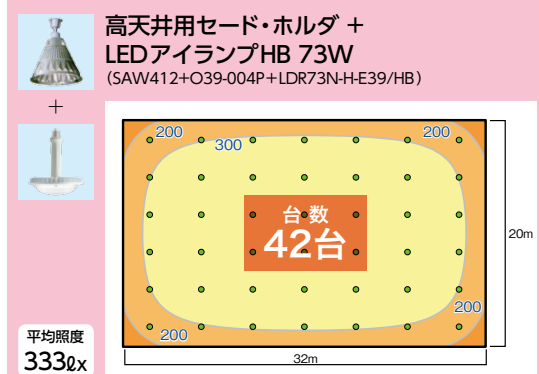 高天井用セード・ホルダ +
LEDアイランプHB 73W
(SAW412+O39-004P+LDR73N-H-E39/HB)
+
200
300
200
台数
42台
20m
200
200
32m
平均照度
333ℓx